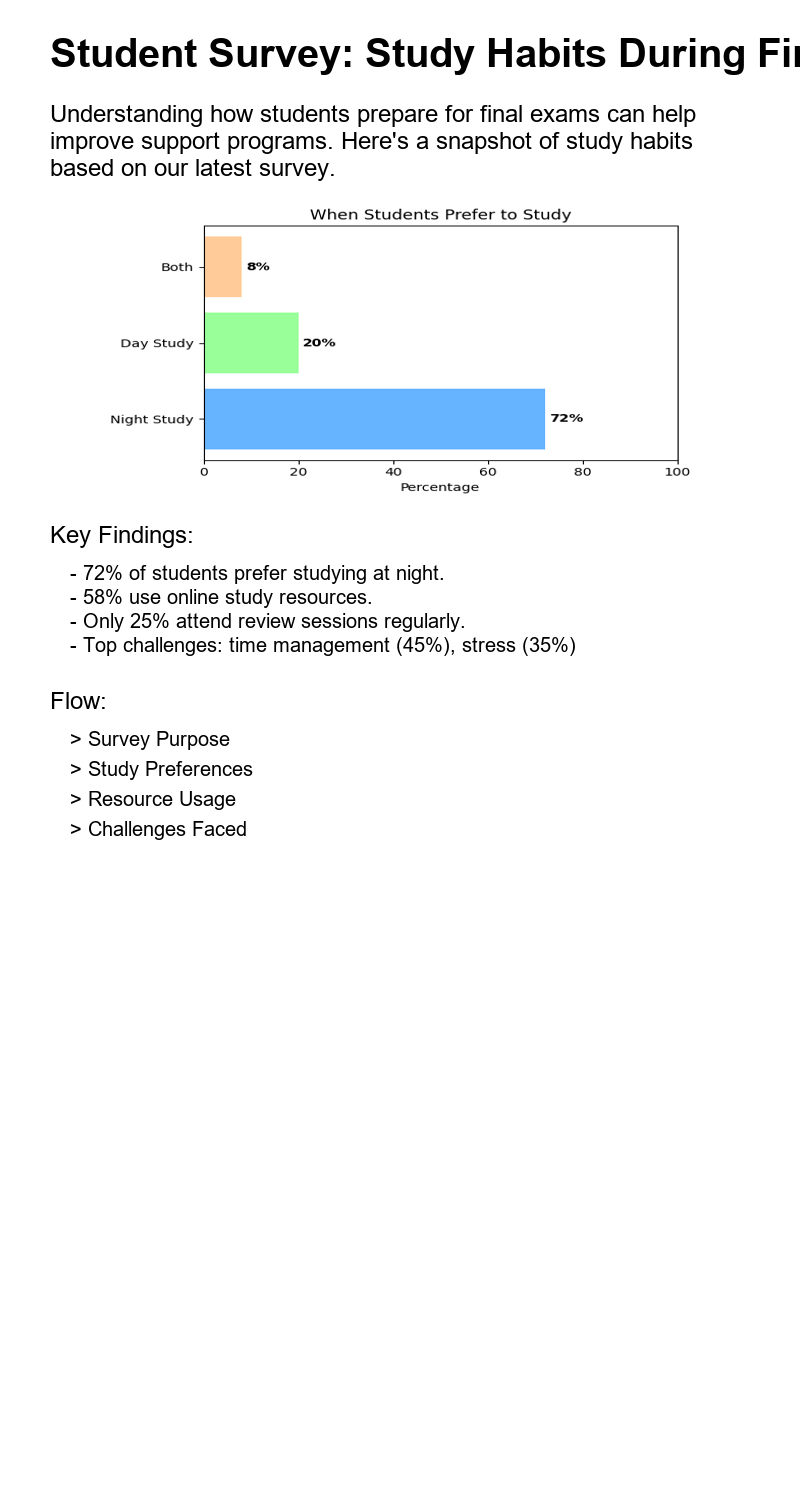 Student Survey: Study Habits During Fi
Understanding how students prepare for final exams can help
improve support programs. Here's a snapshot of study habits
based on our latest survey.
When Students Prefer to Study
Both
8%
Day Study
20%
Night Study
72%
0 20 40 60 80 100
Percentage
Key Findings:
- 72% of students prefer studying at night.
- 58% use online study resources.
- Only 25% attend review sessions regularly.
- Top challenges: time management (45%), stress (35%)
Flow:
> Survey Purpose
> Study Preferences
> Resource Usage
> Challenges Faced